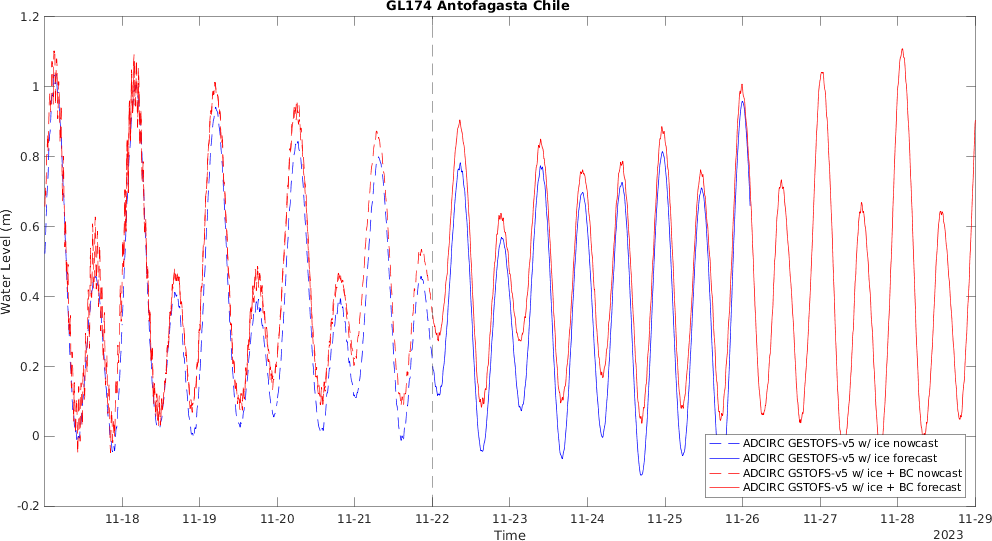 GL174 Antofagasta Chile
1.2
1
0.8
0.6
0.4
0.2
0
-0.2
Water Level (m)
ADCIRC GESTOFS-v5 w/ ice nowcast
ADCIRC GESTOFS-v5 w/ ice forecast
ADCIRC GSTOFS-v5 w/ ice + BC nowcast
ADCIRC GSTOFS-v5 w/ ice + BC forecast
11-18 11-19 11-20 11-21 11-22 11-23 11-24 11-25 11-26 11-27 11-28 11-29
Time
2023